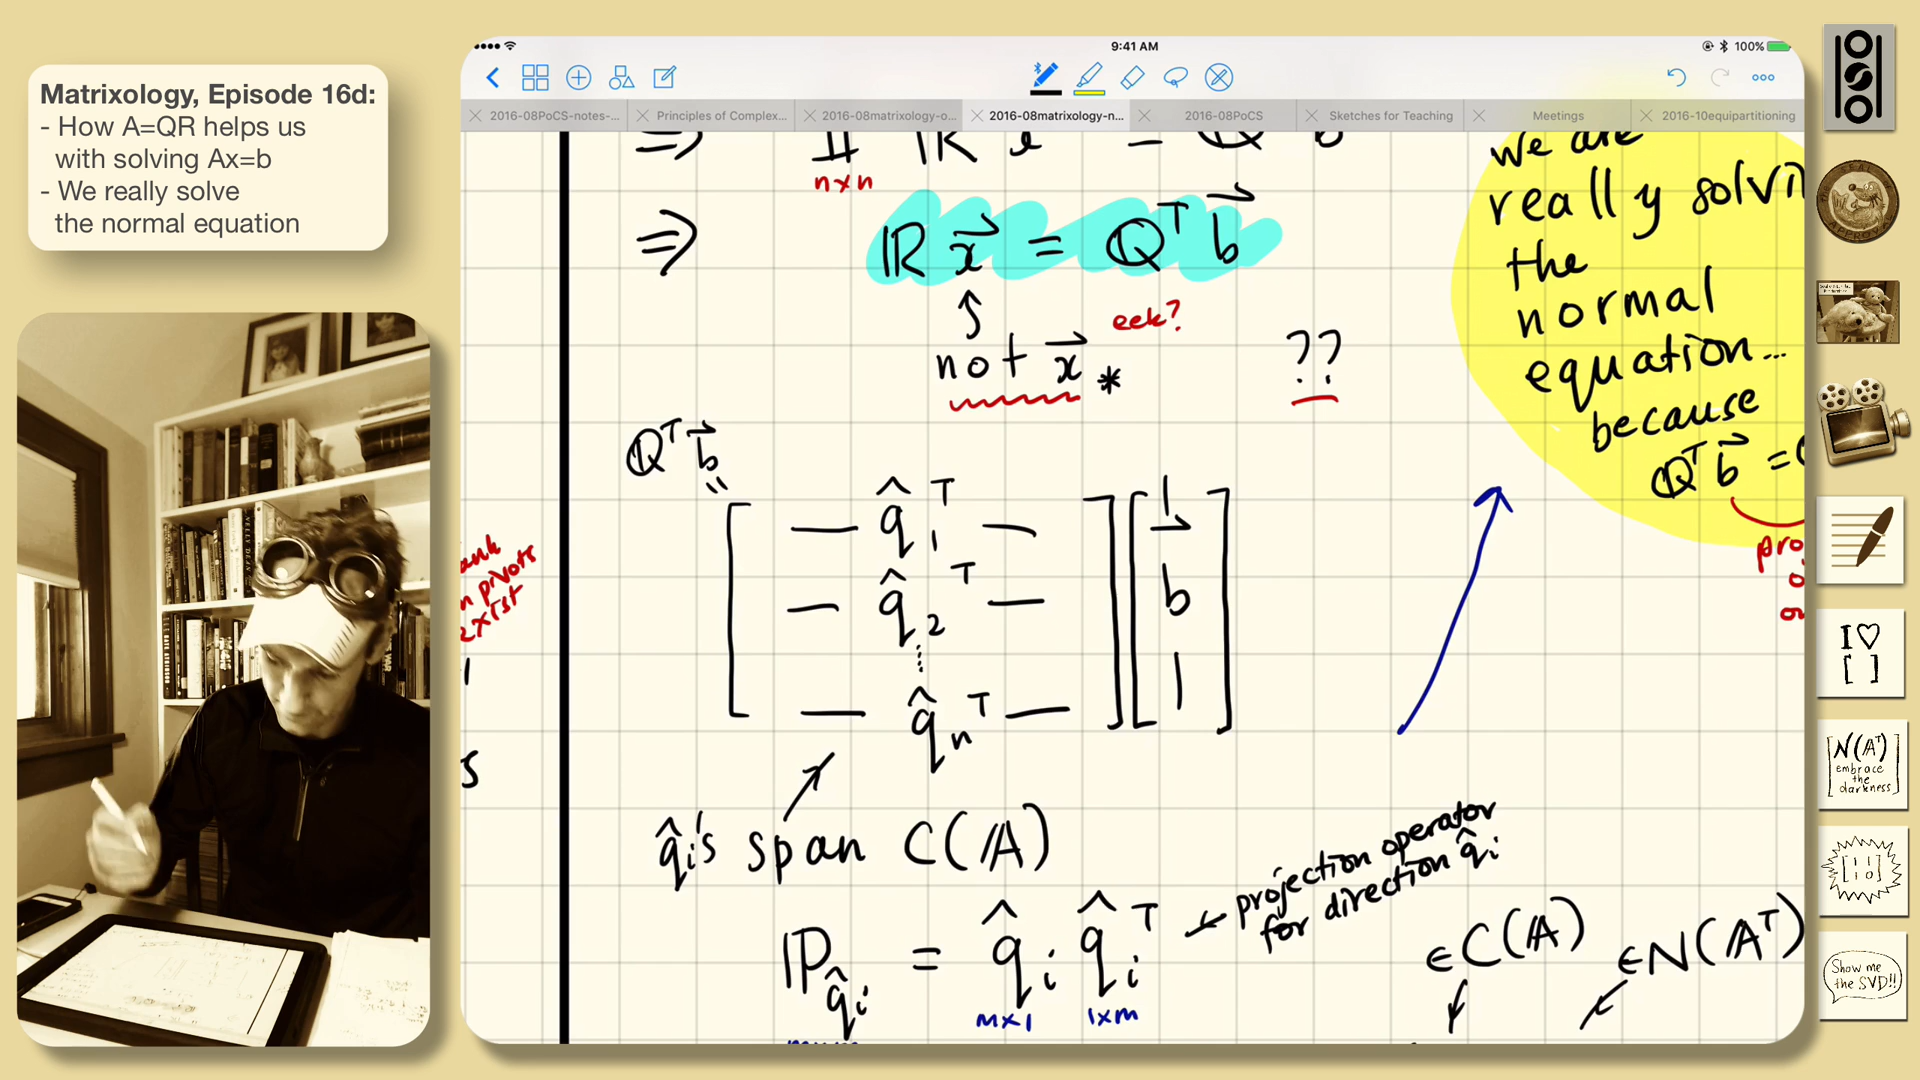 Matrixology, Episode 16d:
- How A=QR helps us
with solving Ax=b
- We really solve
the normal equation
9:41 AM
100%
2016-08PoCS-notes-...
Principles of Complex...
2016-08matrixology-o...
2016-08matrixology-n...
2016-08PoCS
Sketches for Teaching
Meetings
2016-10equipartitioning
n×n
⇒ ℝ x⃗ = ℚᵀ b⃗
eek?
not x⃗ *
??
we are
really solvi
the
normal
equation...
because
ℚᵀ b⃗ =
pro
ℚᵀ b⃗
"
[ — q̂₁ᵀ — ] [ | ]
[ — q̂₂ᵀ — ] [ b⃗ ]
⋮
[ — q̂ₙᵀ — ] [ | ]
n pivots
exist
q̂ᵢ's span C(𝔸)
projection operator
for direction q̂ᵢ
ℙ_q̂ᵢ = q̂ᵢ q̂ᵢᵀ
m×1 1×m
∈C(𝔸)
∈N(𝔸ᵀ)
I ♡
[ ]
N(𝔸ᵀ)
embrace
the
darkness
Show me
the SVD!!